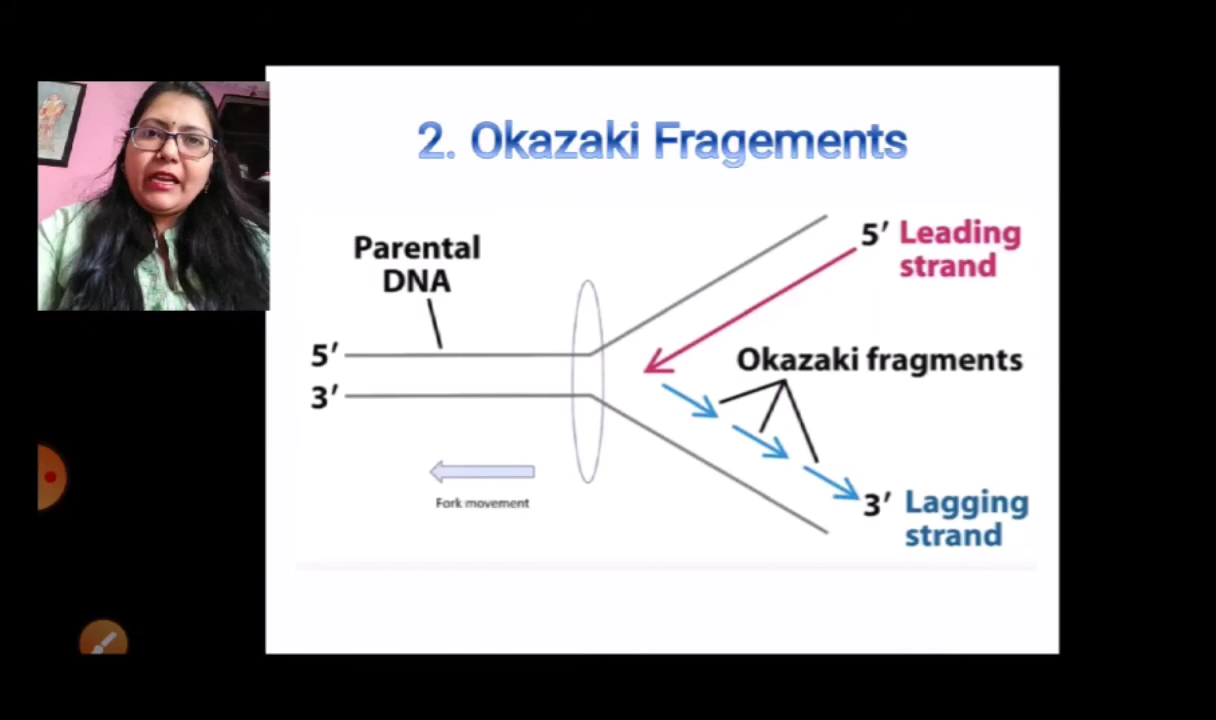 2. Okazaki Fragements
Parental
DNA
5′ Leading
strand
5′
3′
Okazaki fragments
Fork movement
3′ Lagging
strand